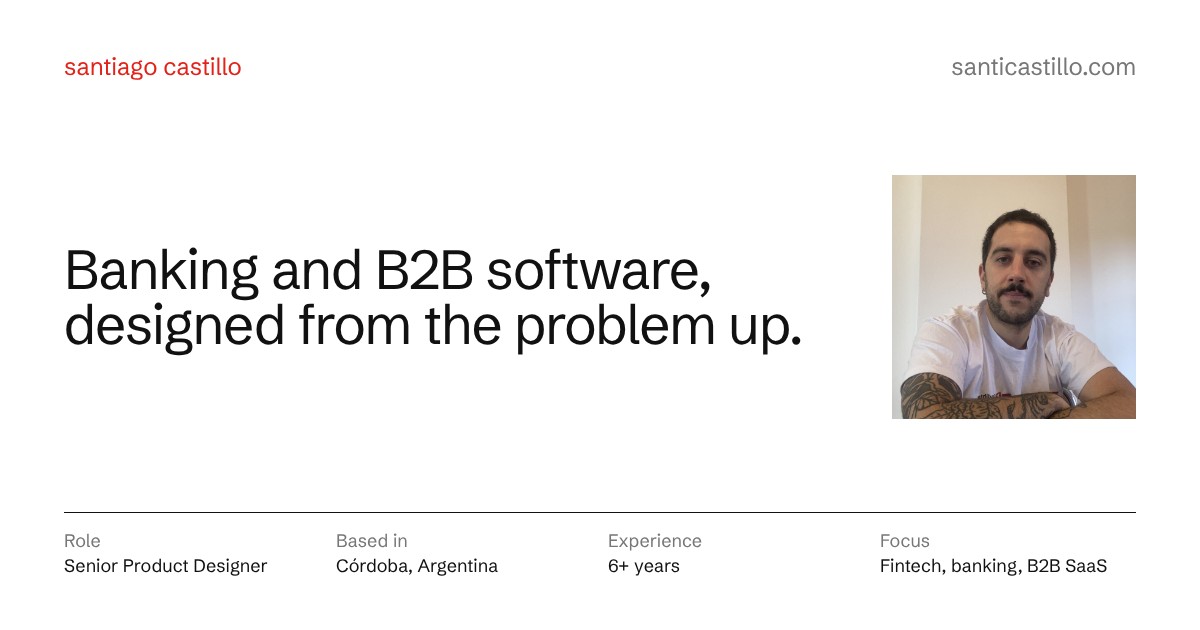 santiago castillo
santicastillo.com
Banking and B2B software,
designed from the problem up.
Role
Senior Product Designer
Based in
Córdoba, Argentina
Experience
6+ years
Focus
Fintech, banking, B2B SaaS